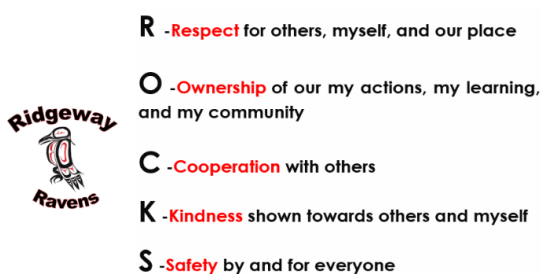 R -Respect for others, myself, and our place
O -Ownership of our my actions, my learning,
and my community
Ridgeway
Ravens
C -Cooperation with others
K -Kindness shown towards others and myself
S -Safety by and for everyone